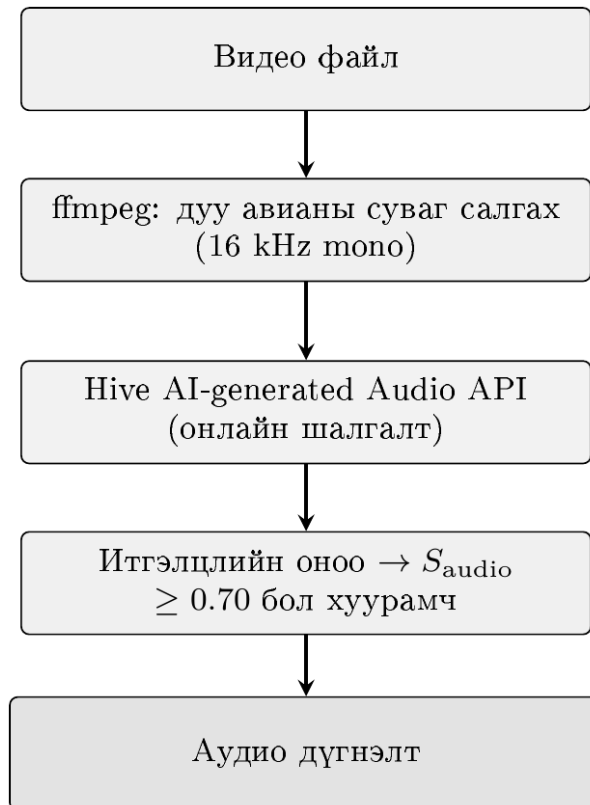 Видео файл
ffmpeg: дуу авианы суваг салгах
(16 kHz mono)
Hive AI-generated Audio API
(онлайн шалгалт)
Итгэлцлийн оноо → S_audio
≥ 0.70 бол хуурамч
Аудио дүгнэлт